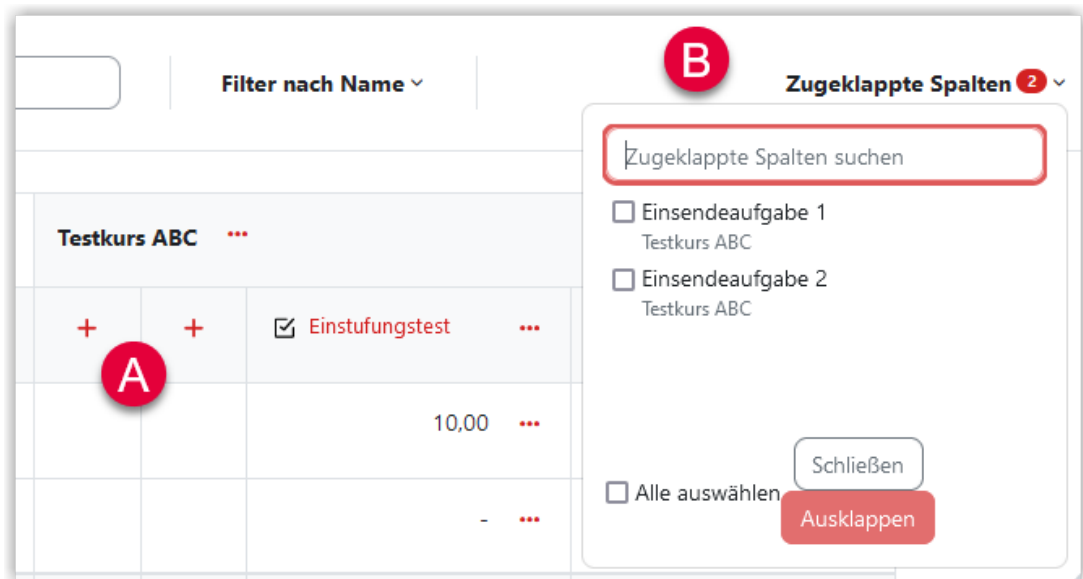 B
Filter nach Name
Zugeklappte Spalten 2
Zugeklappte Spalten suchen
Einsendeaufgabe 1
Testkurs ABC
Testkurs ABC ...
Einsendeaufgabe 2
Testkurs ABC
+ + Einstufungstest ...
A
10,00 ...
Schließen
Alle auswählen
Ausklappen
- ...